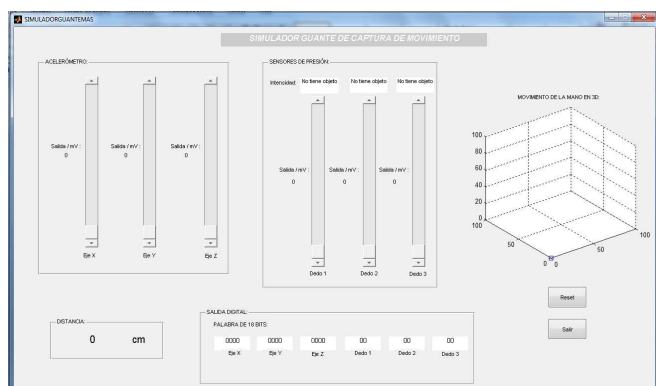 SIMULADORGUANTEMAS
SIMULADOR GUANTE DE CAPTURA DE MOVIMIENTO
ACELERÓMETRO:
Salida / mV :
0
Salida / mV :
0
Salida / mV :
0
Eje X
Eje Y
Eje Z
SENSORES DE PRESIÓN:
Intencidad:
No tiene objeto
No tiene objeto
No tiene objeto
Salida / mV :
0
Salida / mV :
0
Salida / mV :
0
Dedo 1
Dedo 2
Dedo 3
MOVIMIENTO DE LA MANO EN 3D:
100
80
60
40
20
0
100
50
0
0
50
100
Reset
Salir
DISTANCIA:
0 cm
SALIDA DIGITAL:
PALABRA DE 18 BITS:
0000 0000 0000 00 00 00
Eje X Eje Y Eje Z Dedo 1 Dedo 2 Dedo 3